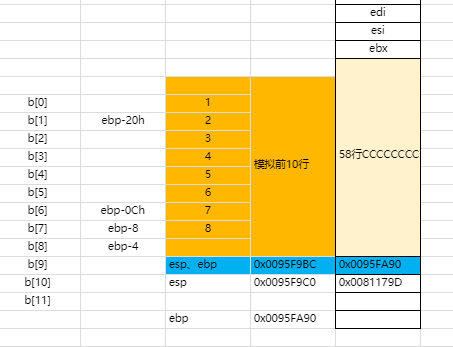 edi
esi
ebx
b[0] 1
b[1] ebp-20h 2
b[2] 3
b[3] 4
模拟前10行
58行CCCCCCCC
b[4] 5
b[5] 6
b[6] ebp-0Ch 7
b[7] ebp-8 8
b[8] ebp-4
b[9] esp、ebp 0x0095F9BC 0x0095FA90
b[10] esp 0x0095F9C0 0x0081179D
b[11]
ebp 0x0095FA90